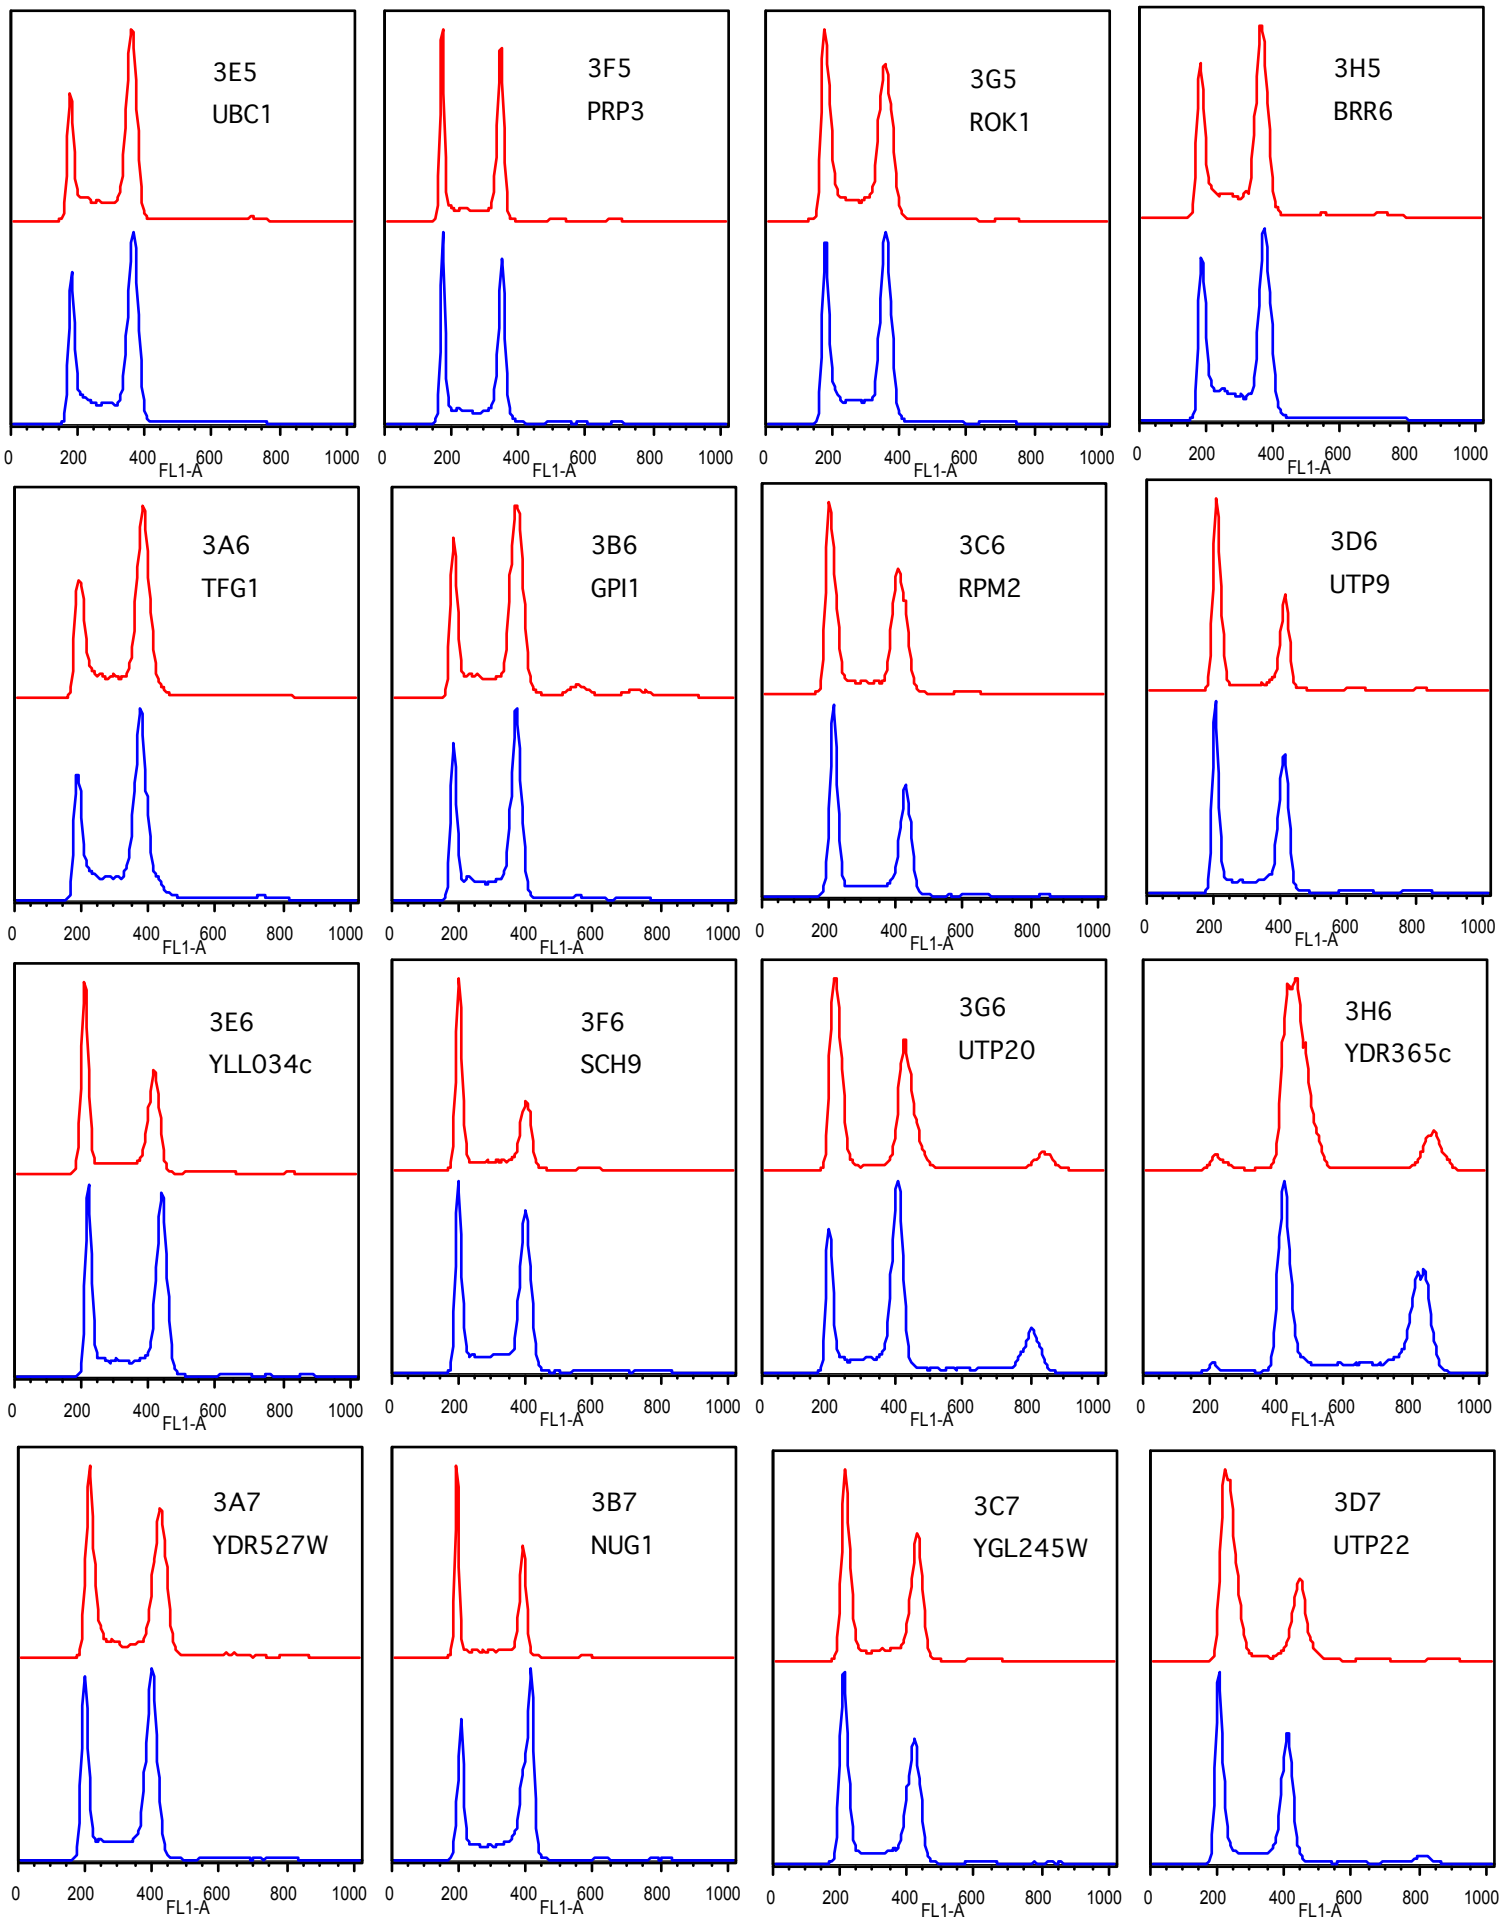 3E5
UBC1
0 200 400 600 800 1000
FL1-A
3F5
PRP3
0 200 400 600 800 1000
FL1-A
3G5
ROK1
0 200 400 600 800 1000
FL1-A
3H5
BRR6
0 200 400 600 800 1000
FL1-A
3A6
TFG1
0 200 400 600 800 1000
FL1-A
3B6
GPI1
0 200 400 600 800 1000
FL1-A
3C6
RPM2
0 200 400 600 800 1000
FL1-A
3D6
UTP9
0 200 400 600 800 1000
FL1-A
3E6
YLL034c
0 200 400 600 800 1000
FL1-A
3F6
SCH9
0 200 400 600 800 1000
FL1-A
3G6
UTP20
0 200 400 600 800 1000
FL1-A
3H6
YDR365c
0 200 400 600 800 1000
FL1-A
3A7
YDR527W
0 200 400 600 800 1000
FL1-A
3B7
NUG1
0 200 400 600 800 1000
FL1-A
3C7
YGL245W
0 200 400 600 800 1000
FL1-A
3D7
UTP22
0 200 400 600 800 1000
FL1-A